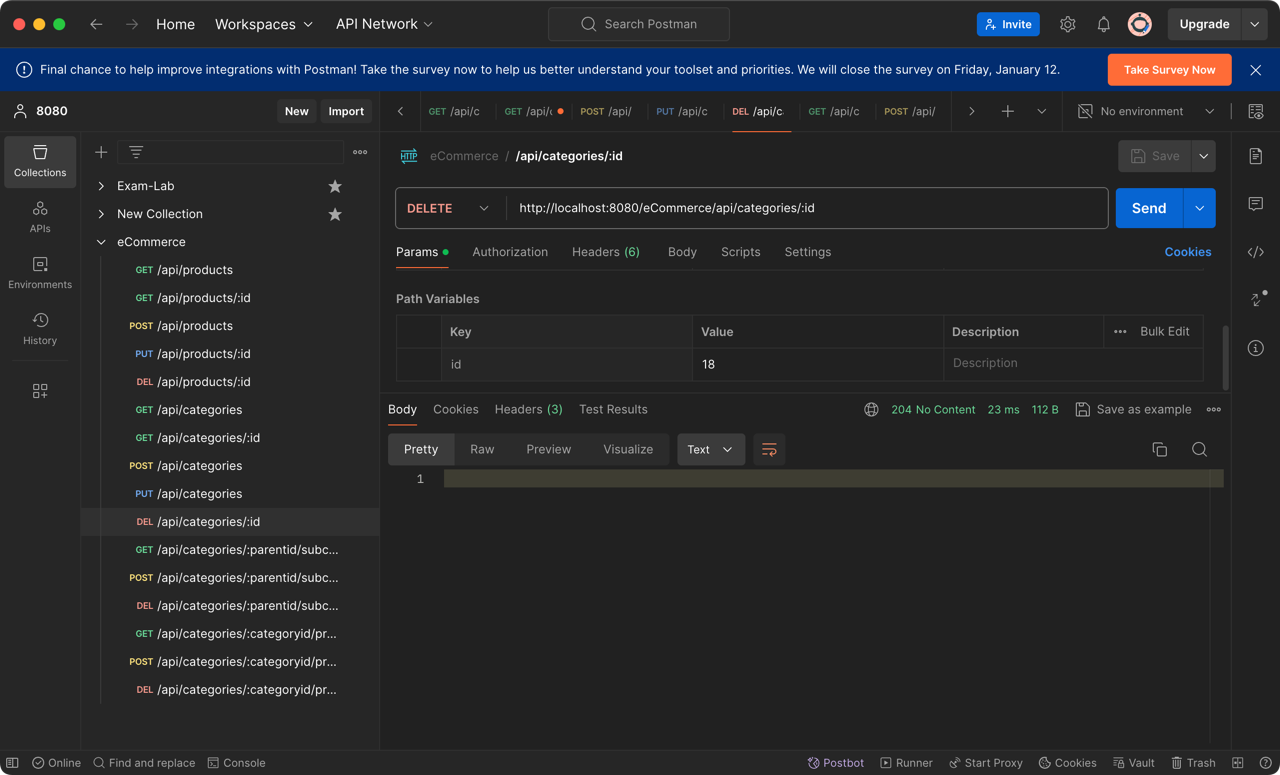 Home Workspaces API Network Search Postman Invite Upgrade
Final chance to help improve integrations with Postman! Take the survey now to help us better understand your toolset and priorities. We will close the survey on Friday, January 12. Take Survey Now
8080 New Import
GET /api/c GET /api/c POST /api/ PUT /api/c DEL /api/c GET /api/c POST /api/ No environment
Collections
APIs
Environments
History
Exam-Lab
New Collection
eCommerce
GET /api/products
GET /api/products/:id
POST /api/products
PUT /api/products/:id
DEL /api/products/:id
GET /api/categories
GET /api/categories/:id
POST /api/categories
PUT /api/categories
DEL /api/categories/:id
GET /api/categories/:parentid/subc...
POST /api/categories/:parentid/subc...
DEL /api/categories/:parentid/subc...
GET /api/categories/:categoryid/pr...
POST /api/categories/:categoryid/pr...
DEL /api/categories/:categoryid/pr...
HTTP eCommerce / /api/categories/:id Save
DELETE http://localhost:8080/eCommerce/api/categories/:id Send
Params Authorization Headers (6) Body Scripts Settings Cookies
Path Variables
Key Value Description Bulk Edit
id 18 Description
Body Cookies Headers (3) Test Results 204 No Content 23 ms 112 B Save as example
Pretty Raw Preview Visualize Text
1
Online Find and replace Console Postbot Runner Start Proxy Cookies Vault Trash